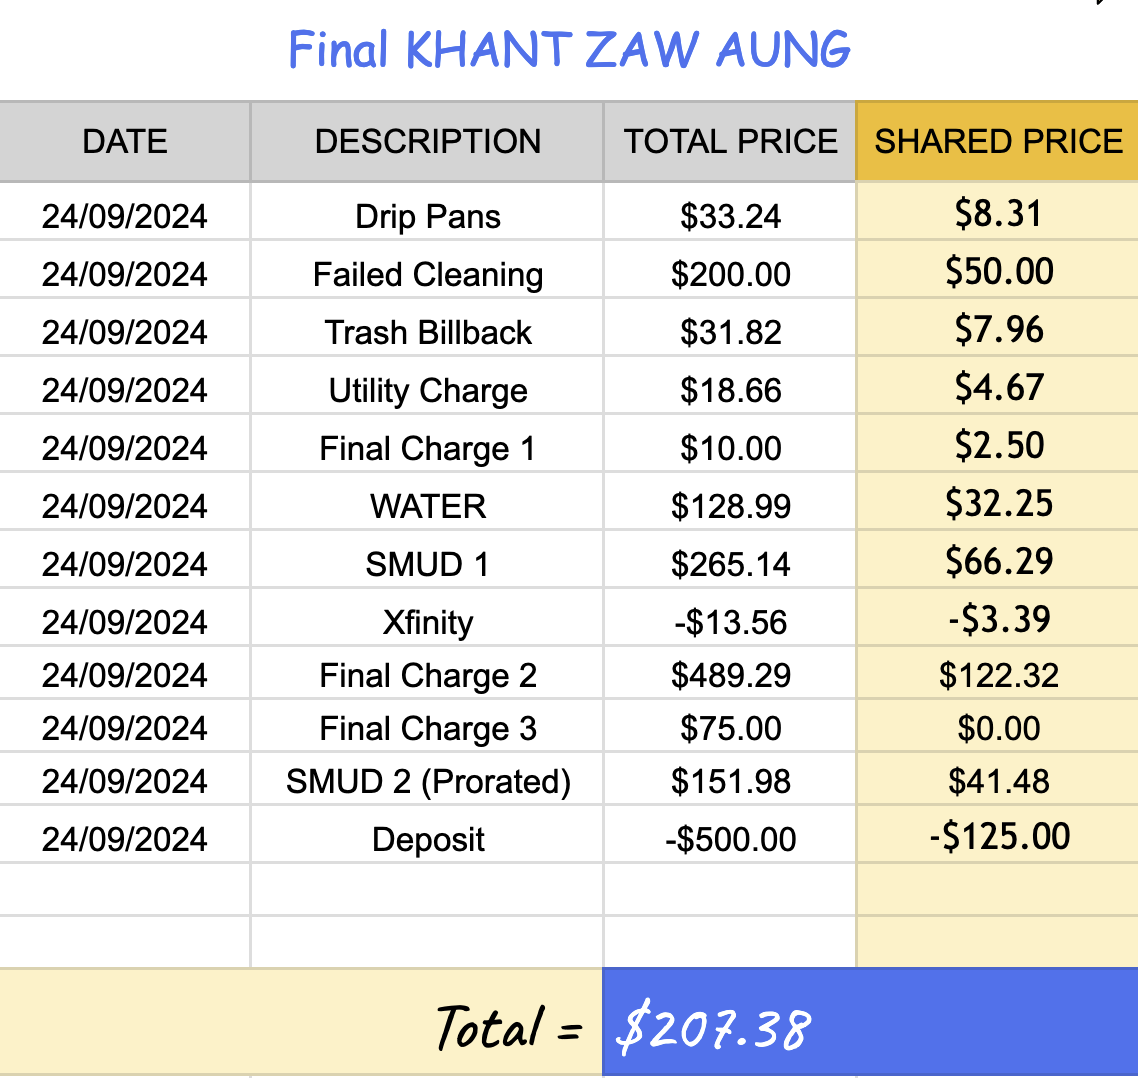 Final KHANT ZAW AUNG
DATE DESCRIPTION TOTAL PRICE SHARED PRICE
24/09/2024 Drip Pans $33.24 $8.31
24/09/2024 Failed Cleaning $200.00 $50.00
24/09/2024 Trash Billback $31.82 $7.96
24/09/2024 Utility Charge $18.66 $4.67
24/09/2024 Final Charge 1 $10.00 $2.50
24/09/2024 WATER $128.99 $32.25
24/09/2024 SMUD 1 $265.14 $66.29
24/09/2024 Xfinity -$13.56 -$3.39
24/09/2024 Final Charge 2 $489.29 $122.32
24/09/2024 Final Charge 3 $75.00 $0.00
24/09/2024 SMUD 2 (Prorated) $151.98 $41.48
24/09/2024 Deposit -$500.00 -$125.00
Total = $207.38